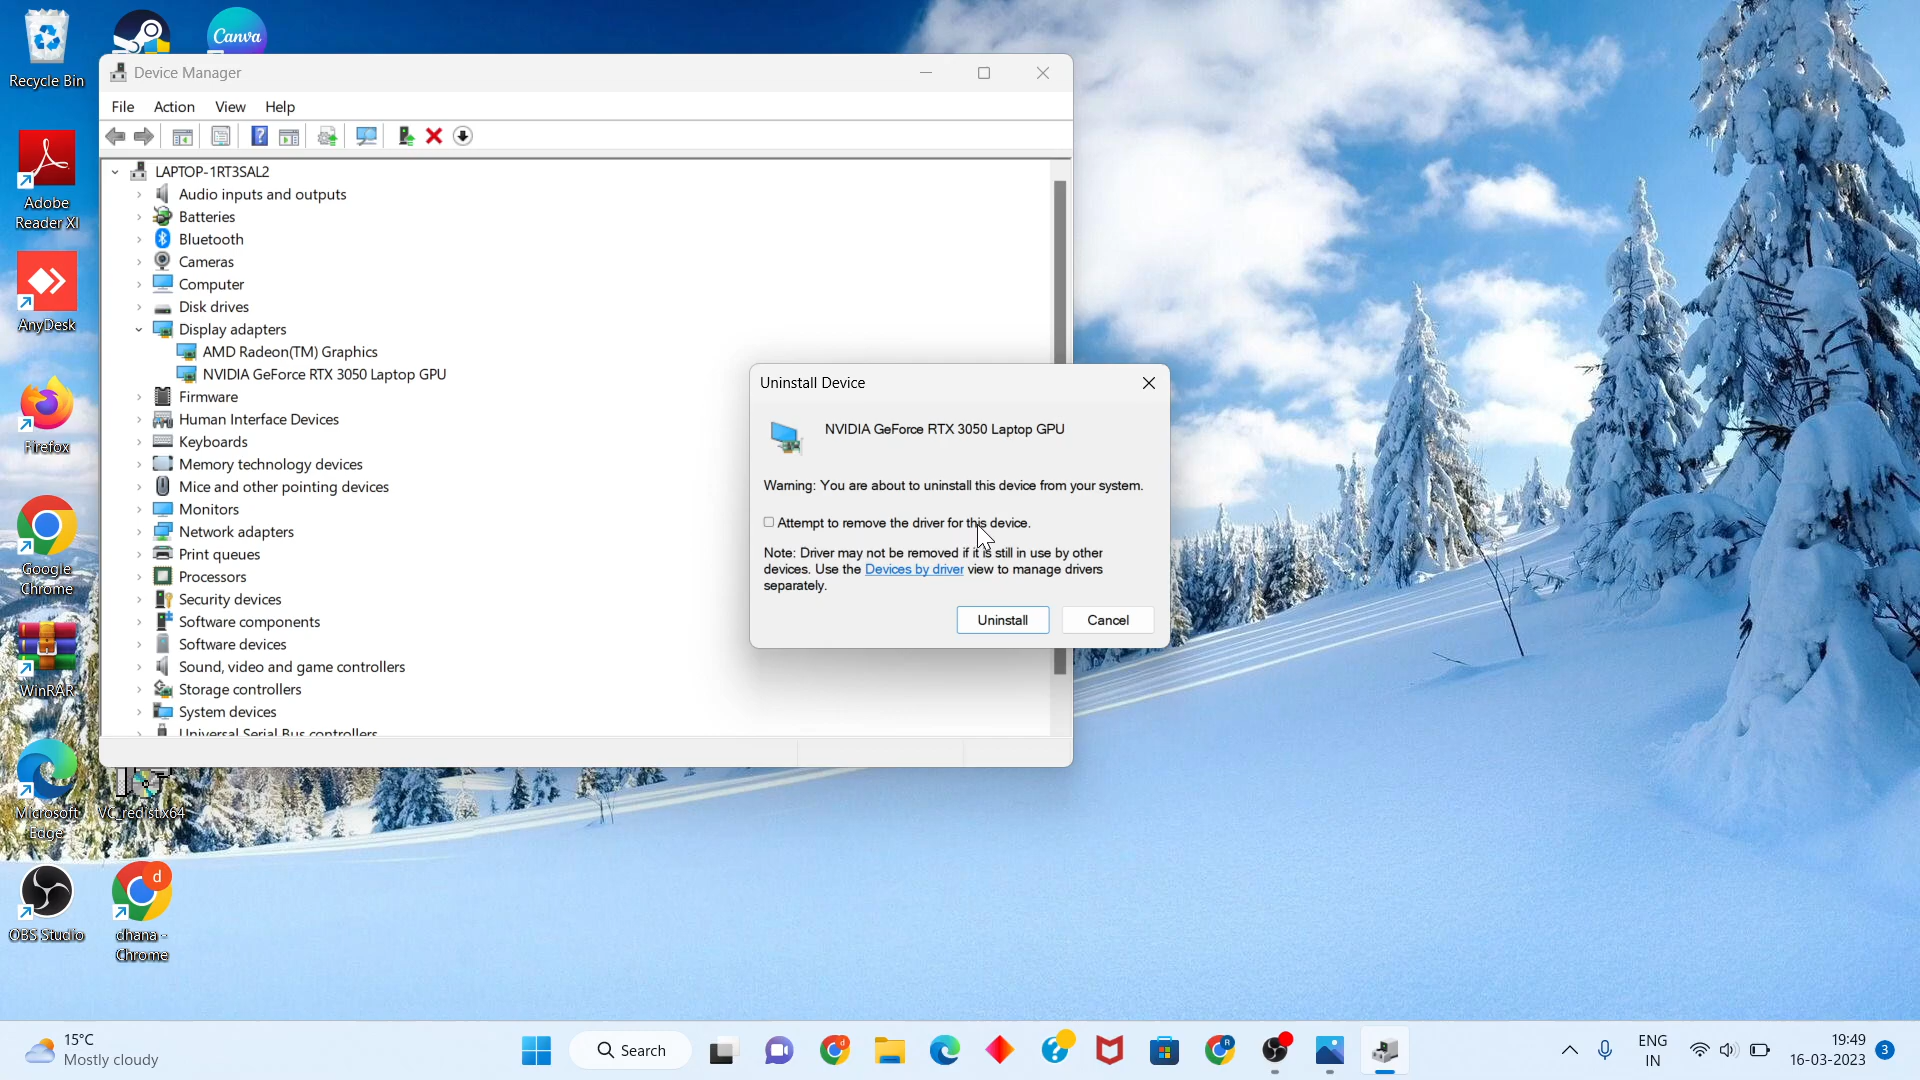 Recycle Bin
Canva
Adobe
Reader XI
AnyDesk
Firefox
Google
Chrome
WinRAR
Microsoft
Edge
VC_redist.x64
OBS Studio
d
dhana -
Chrome
Device Manager
File Action View Help
LAPTOP-1RT3SAL2
Audio inputs and outputs
Batteries
Bluetooth
Cameras
Computer
Disk drives
Display adapters
AMD Radeon(TM) Graphics
NVIDIA GeForce RTX 3050 Laptop GPU
Firmware
Human Interface Devices
Keyboards
Memory technology devices
Mice and other pointing devices
Monitors
Network adapters
Print queues
Processors
Security devices
Software components
Software devices
Sound, video and game controllers
Storage controllers
System devices
Universal Serial Bus controllers
Uninstall Device
NVIDIA GeForce RTX 3050 Laptop GPU
Warning: You are about to uninstall this device from your system.
Attempt to remove the driver for this device.
Note: Driver may not be removed if it is still in use by other
devices. Use the Devices by driver view to manage drivers
separately.
Uninstall Cancel
15°C
Mostly cloudy
Search
d
R
ENG
IN
19:49
16-03-2023
3